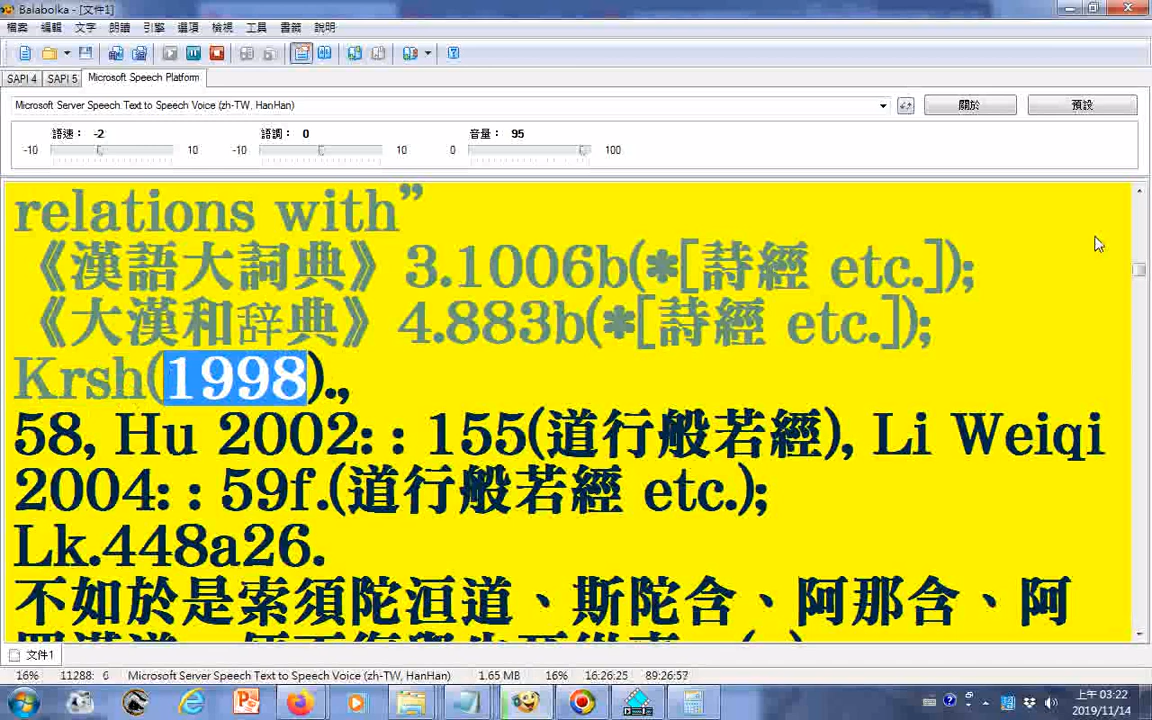 Balabolka - [文件1]
檔案 編輯 文字 朗讀 引擎 選項 檢視 工具 書籤 說明
SAPI 4 SAPI 5 Microsoft Speech Platform
Microsoft Server Speech Text to Speech Voice (zh-TW, HanHan) 關於 預設
語速： -2 語調： 0 音量： 95
-10 10 -10 10 0 100
relations with”
《漢語大詞典》3.1006b(*[詩經 etc.]);
《大漢和辞典》 4.883b(*[詩經 etc.]);
Krsh(1998).,
58, Hu 2002: : 155(道行般若經), Li Weiqi
2004: : 59f.(道行般若經 etc.);
Lk.448a26.
不如於是索須陀洹道、斯陀含、阿那含、阿
文件1
16% 11288: 0 Microsoft Server Speech Text to Speech Voice (zh-TW, HanHan) 1.65 MB 16% 16:26:25 89:26:57
上午 03:22
2019/11/14